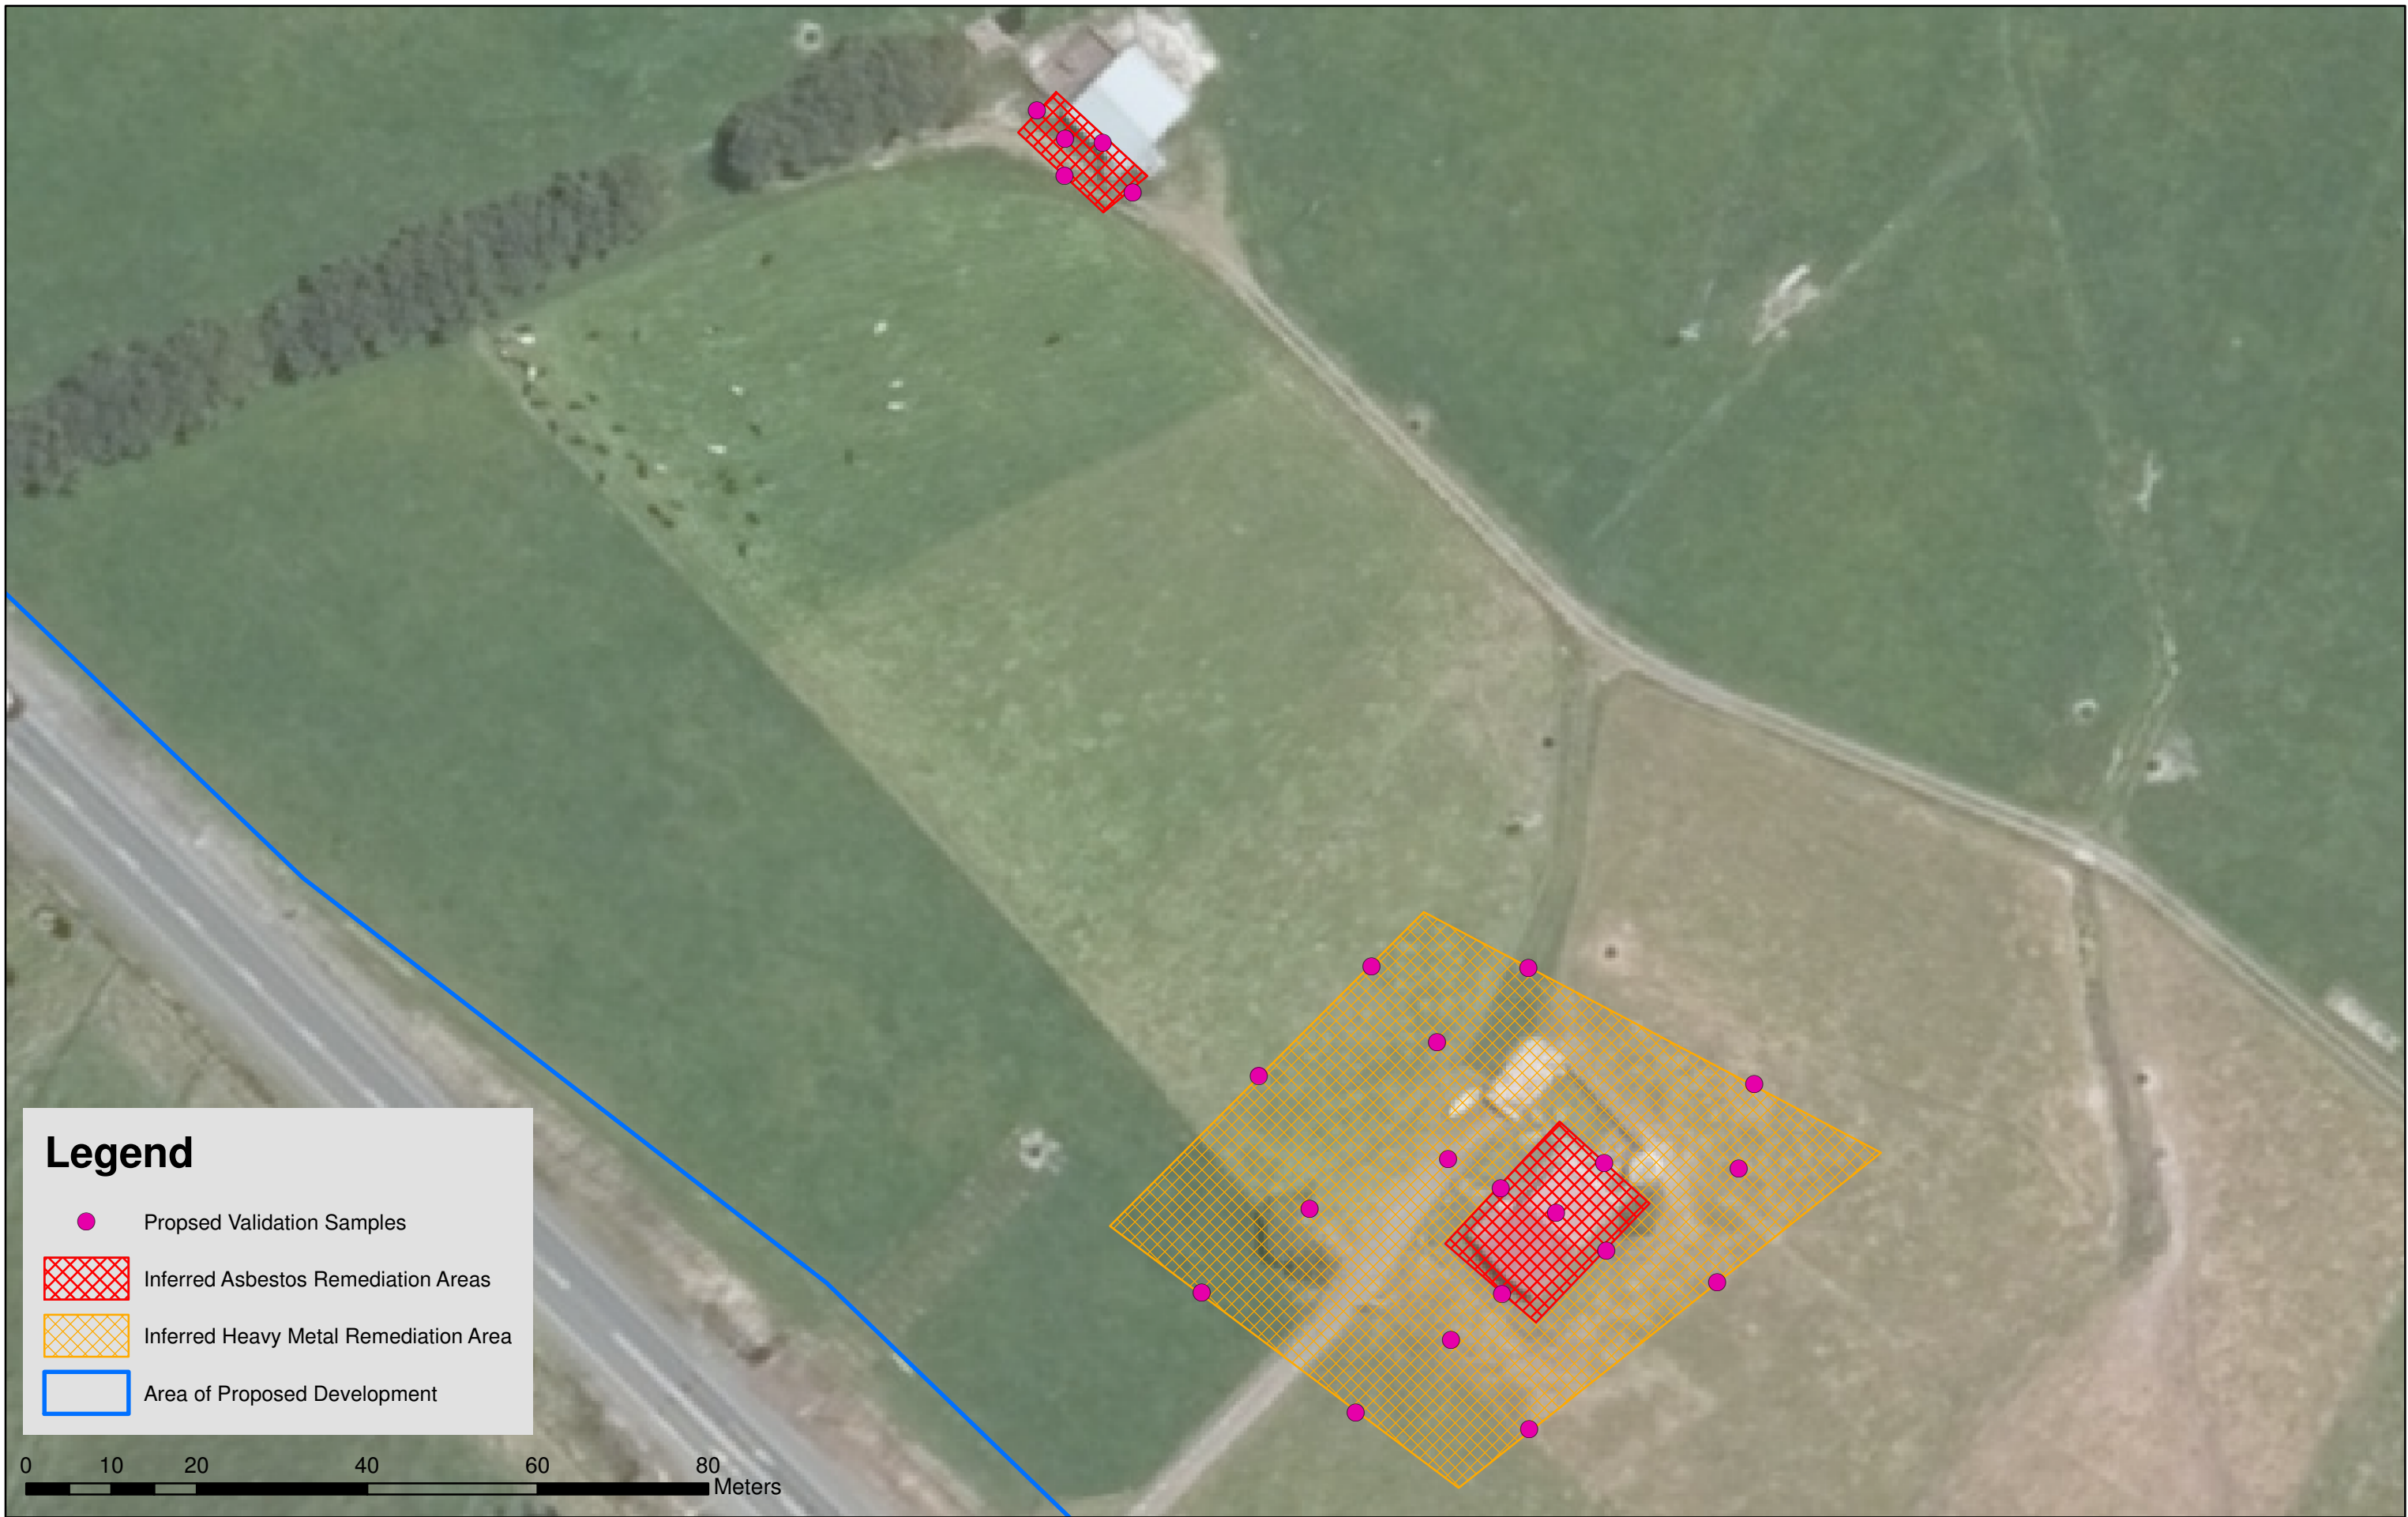 Legend
Propsed Validation Samples
Inferred Asbestos Remediation Areas
Inferred Heavy Metal Remediation Area
Area of Proposed Development
0 10 20 40 60 80
Meters